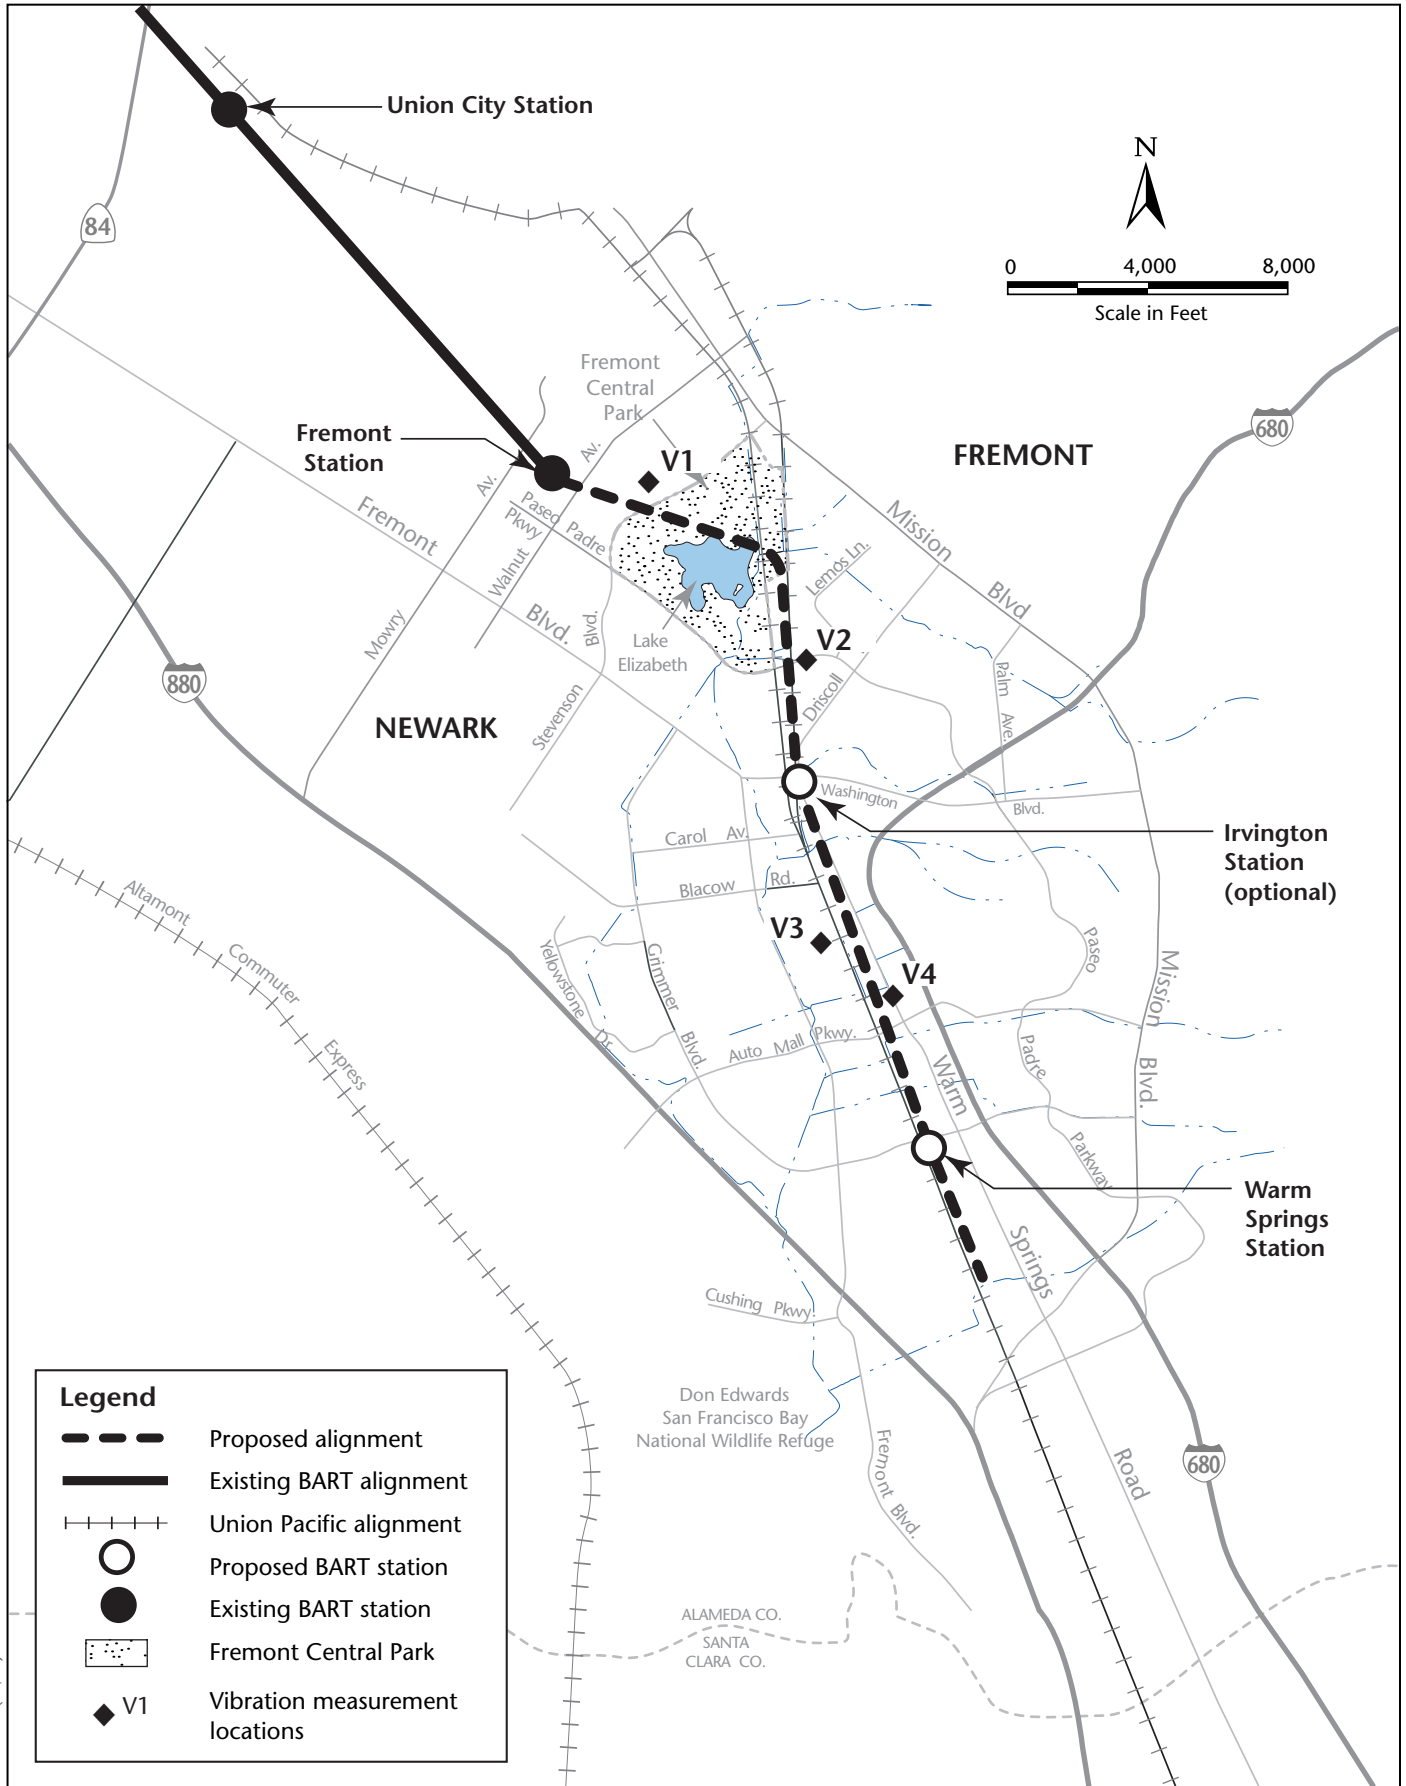 Union City Station
N
84
0 4,000 8,000
Scale in Feet
Fremont
Central
Park
680
Fremont
Station
FREMONT
Av.
V1
Av.
Paseo Padre
Pkwy
Fremont
Blvd.
Mission
Blvd
Lemos Ln.
Walnut
Mowry
Blvd.
Stevenson
Lake
Elizabeth
V2
Driscoll
Palm Ave.
880
NEWARK
Washington
Blvd.
Carol Av.
Irvington
Station
(optional)
Blacow Rd.
Altamont
Commuter
Express
V3
V4
Yellowstone
Dr.
Grimmer
Blvd.
Paseo
Padre
Parkway
Mission
Blvd.
Auto Mall Pkwy.
Warm
Springs
Road
Warm
Springs
Station
Cushing Pkwy.
Don Edwards
San Francisco Bay
National Wildlife Refuge
Fremont Blvd.
680
ALAMEDA CO.
SANTA
CLARA CO.
Legend
Proposed alignment
Existing BART alignment
Union Pacific alignment
Proposed BART station
Existing BART station
Fremont Central Park
V1 Vibration measurement
locations